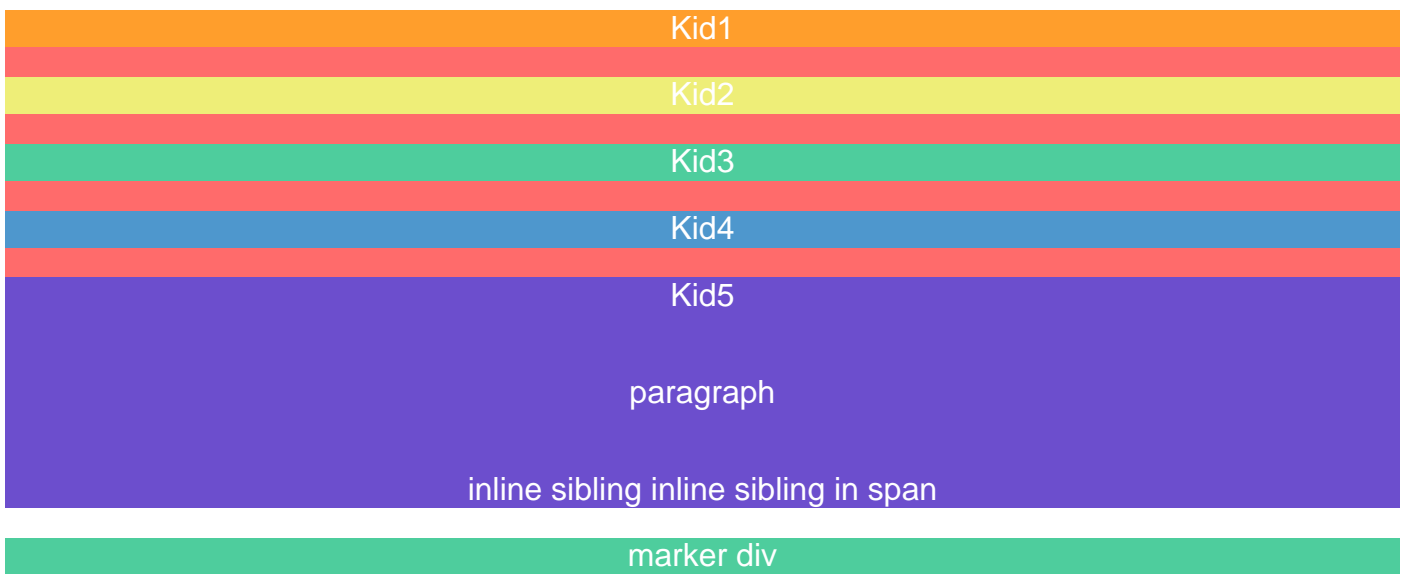 Kid1
Kid2
Kid3
Kid4
Kid5
paragraph
inline sibling inline sibling in span
marker div